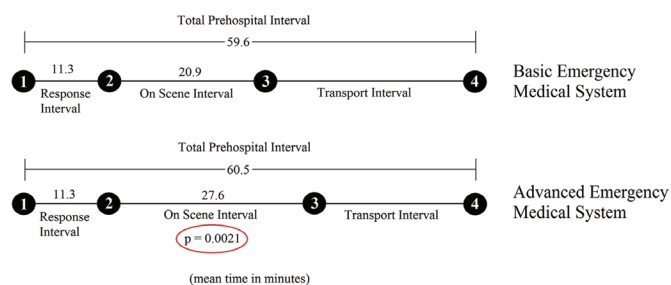 Total Prehospital Interval
59.6
11.3
20.9
1
2
3
4
Response
Interval
On Scene Interval
Transport Interval
Basic Emergency
Medical System
Total Prehospital Interval
60.5
11.3
27.6
1
2
3
4
Response
Interval
On Scene Interval
Transport Interval
p = 0.0021
Advanced Emergency
Medical System
(mean time in minutes)